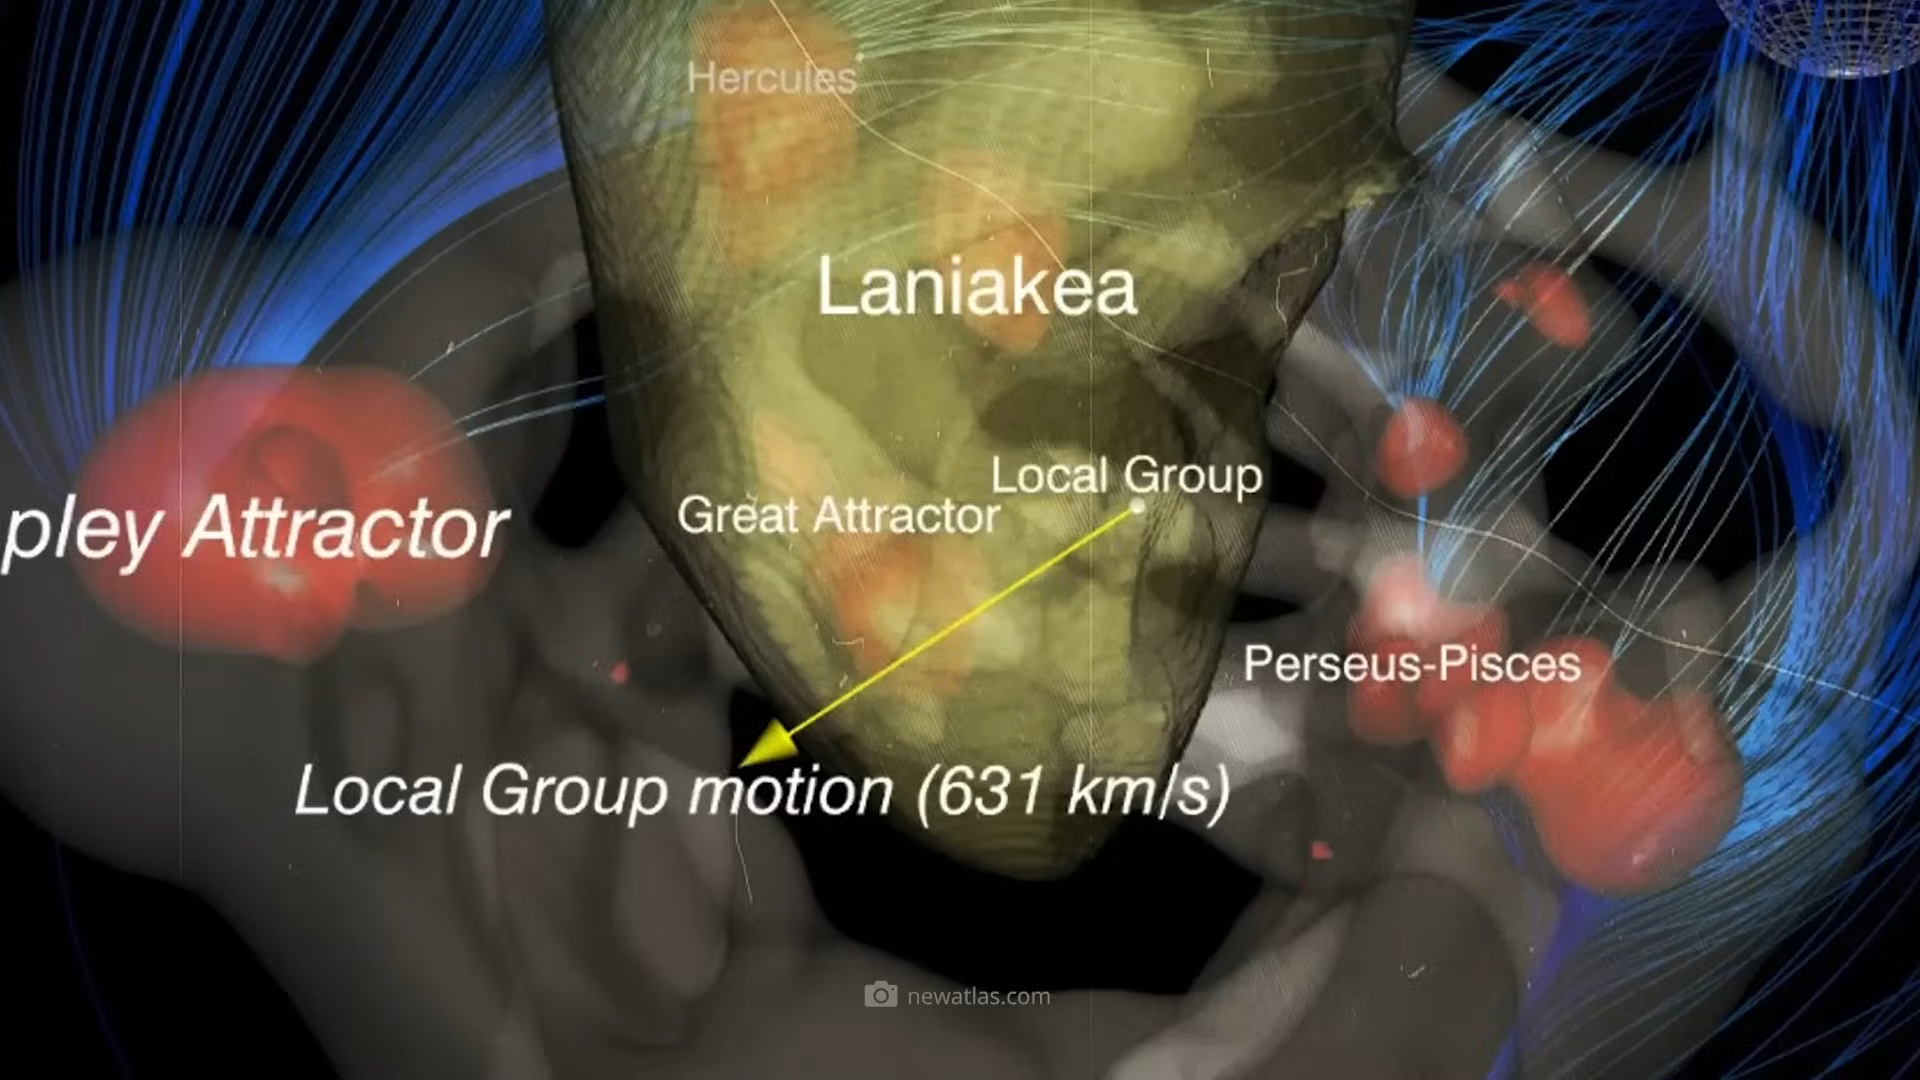 Hercules
Laniakea
Local Group
Great Attractor
pley Attractor
Perseus-Pisces
Local Group motion (631 km/s)
newatlas.com